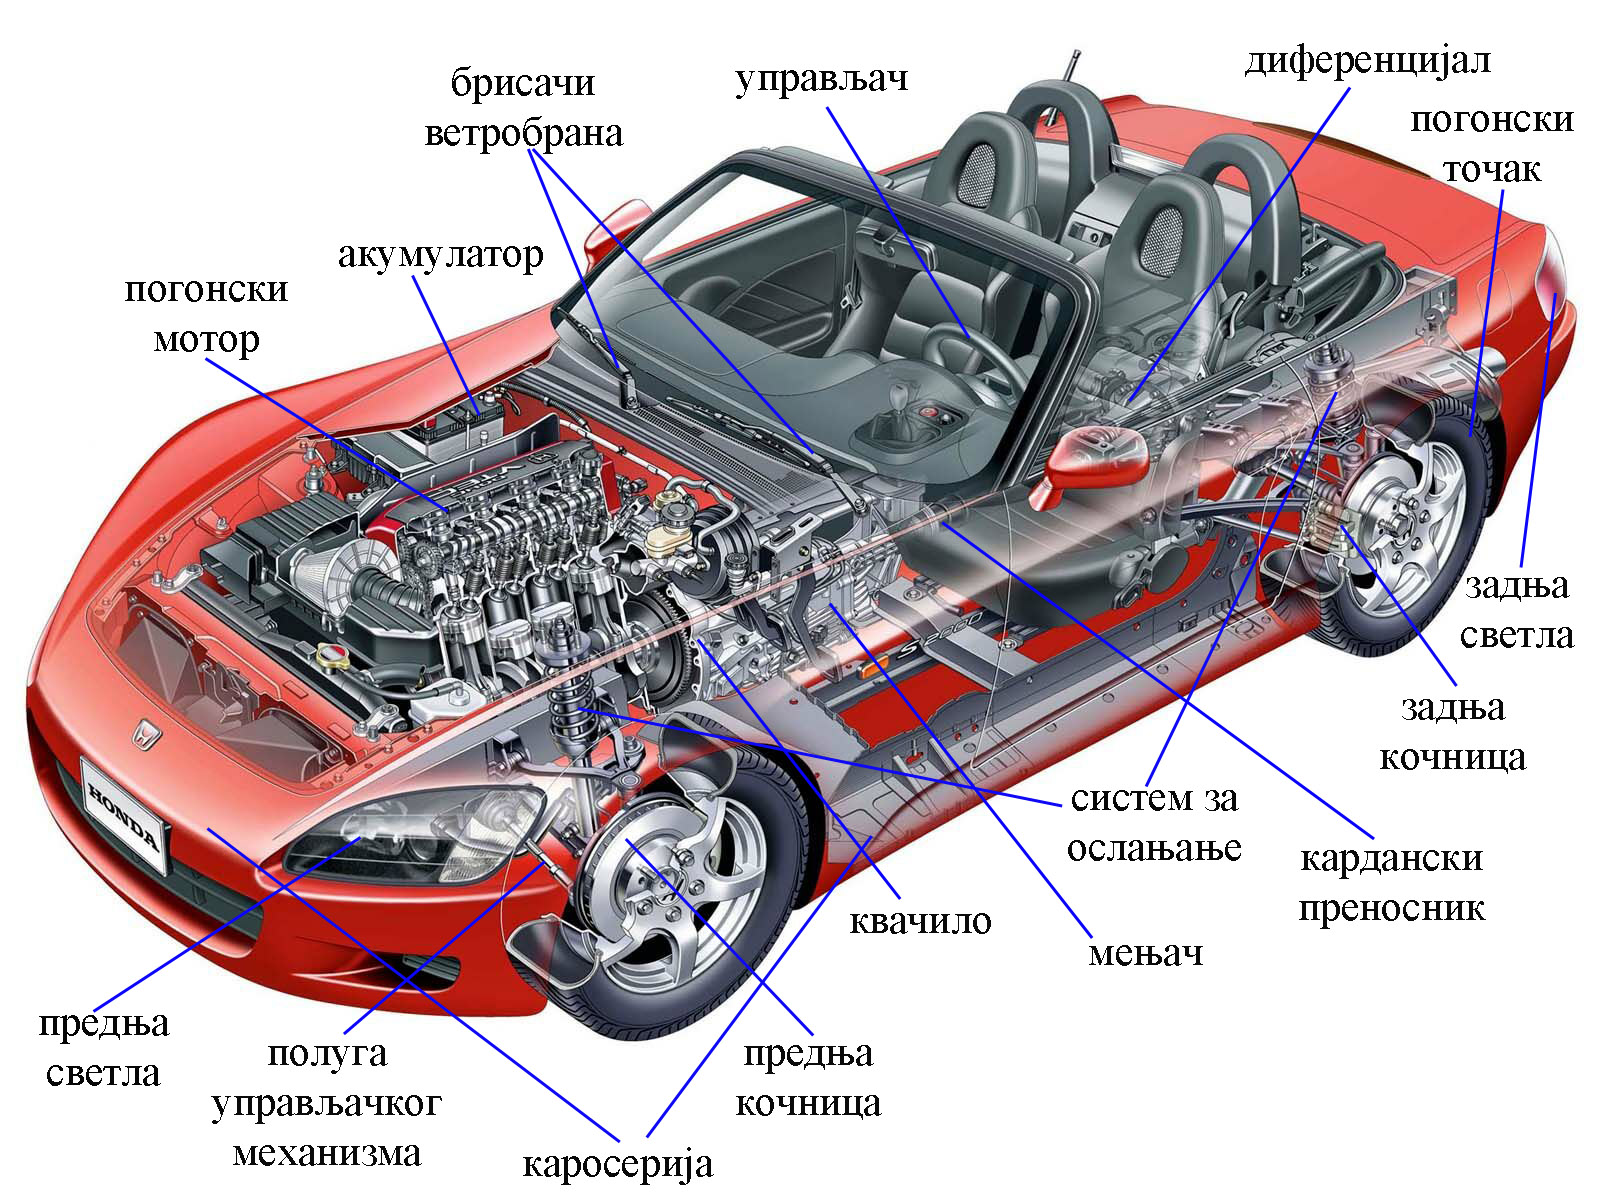 брисачи
ветробрана
управљач
диференцијал
погонски
точак
акумулатор
погонски
мотор
задња
светла
задња
кочница
систем за
ослањање
кардански
преносник
квачило
мењач
предња
светла
полуга
управљачког
механизма
предња
кочница
каросерија
HONDA
S2000